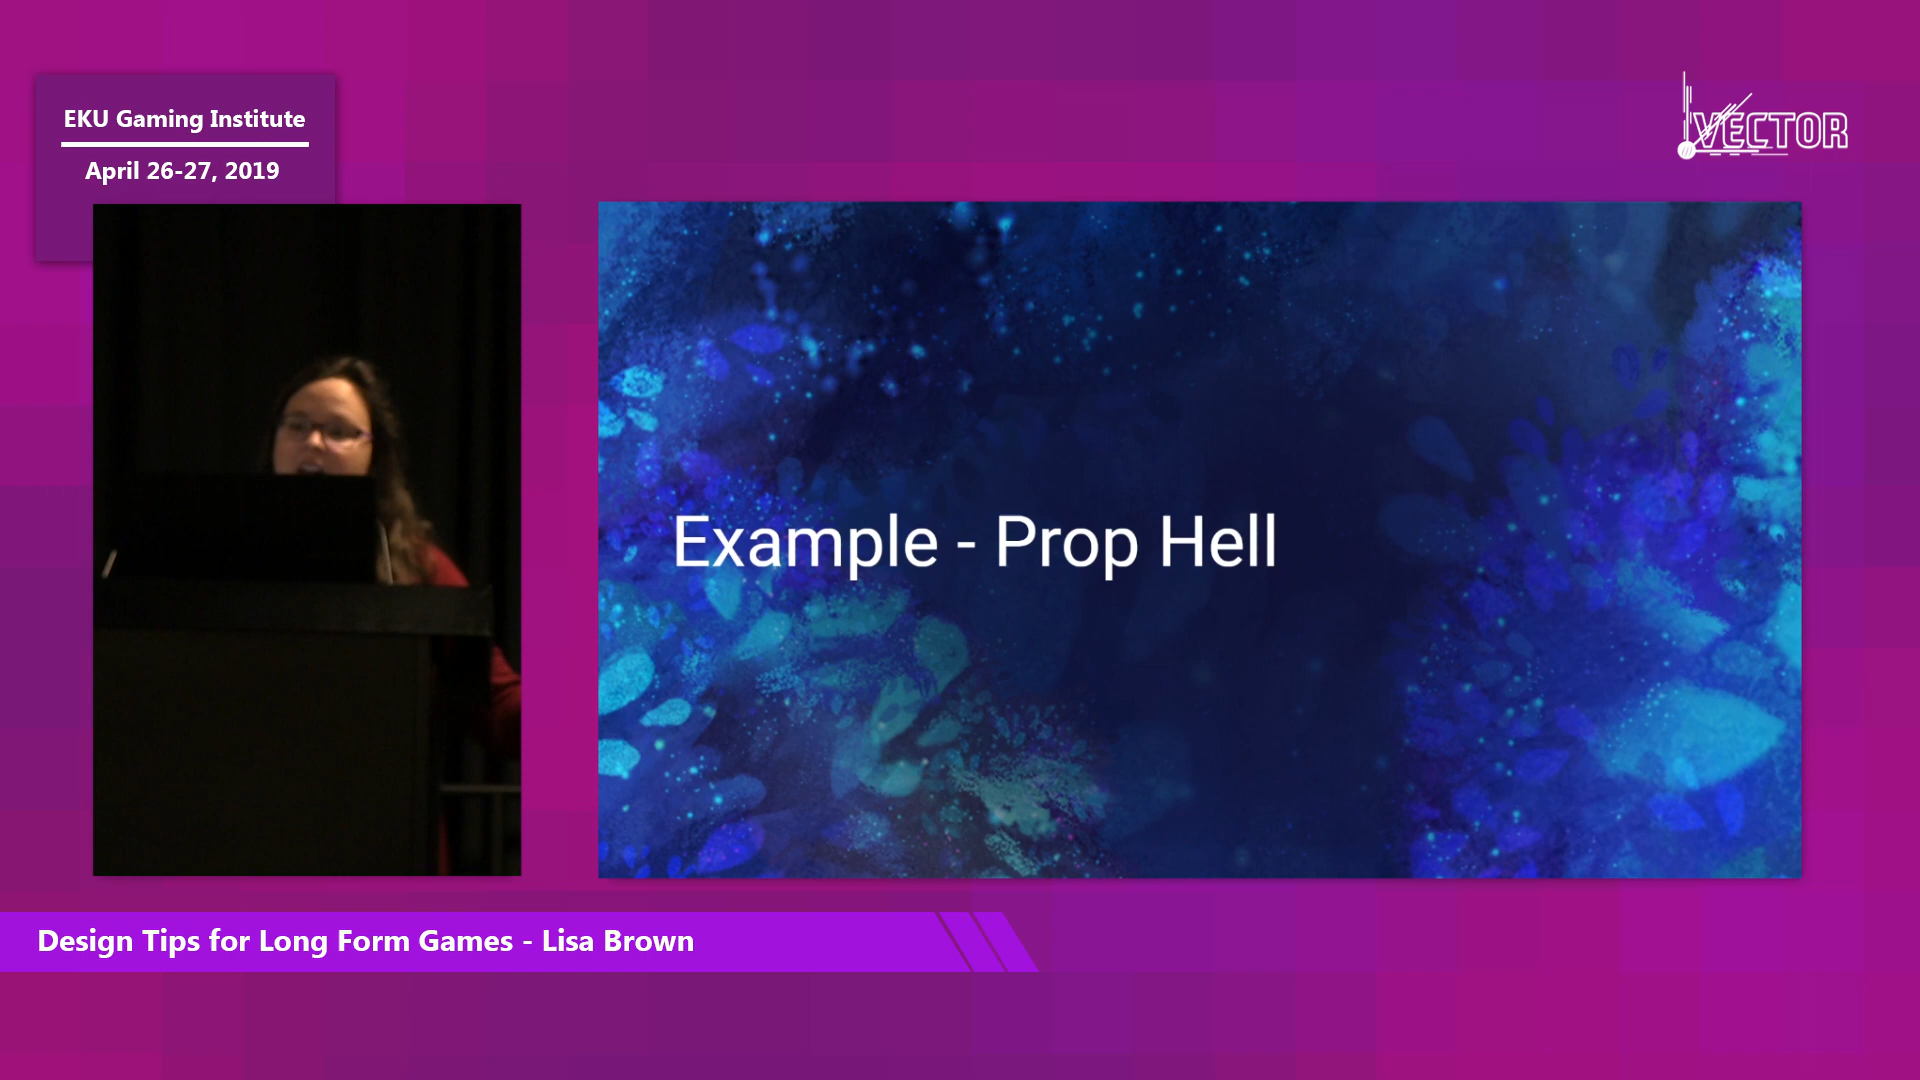 EKU Gaming Institute
April 26-27, 2019
VECTOR
Example - Prop Hell
Design Tips for Long Form Games - Lisa Brown